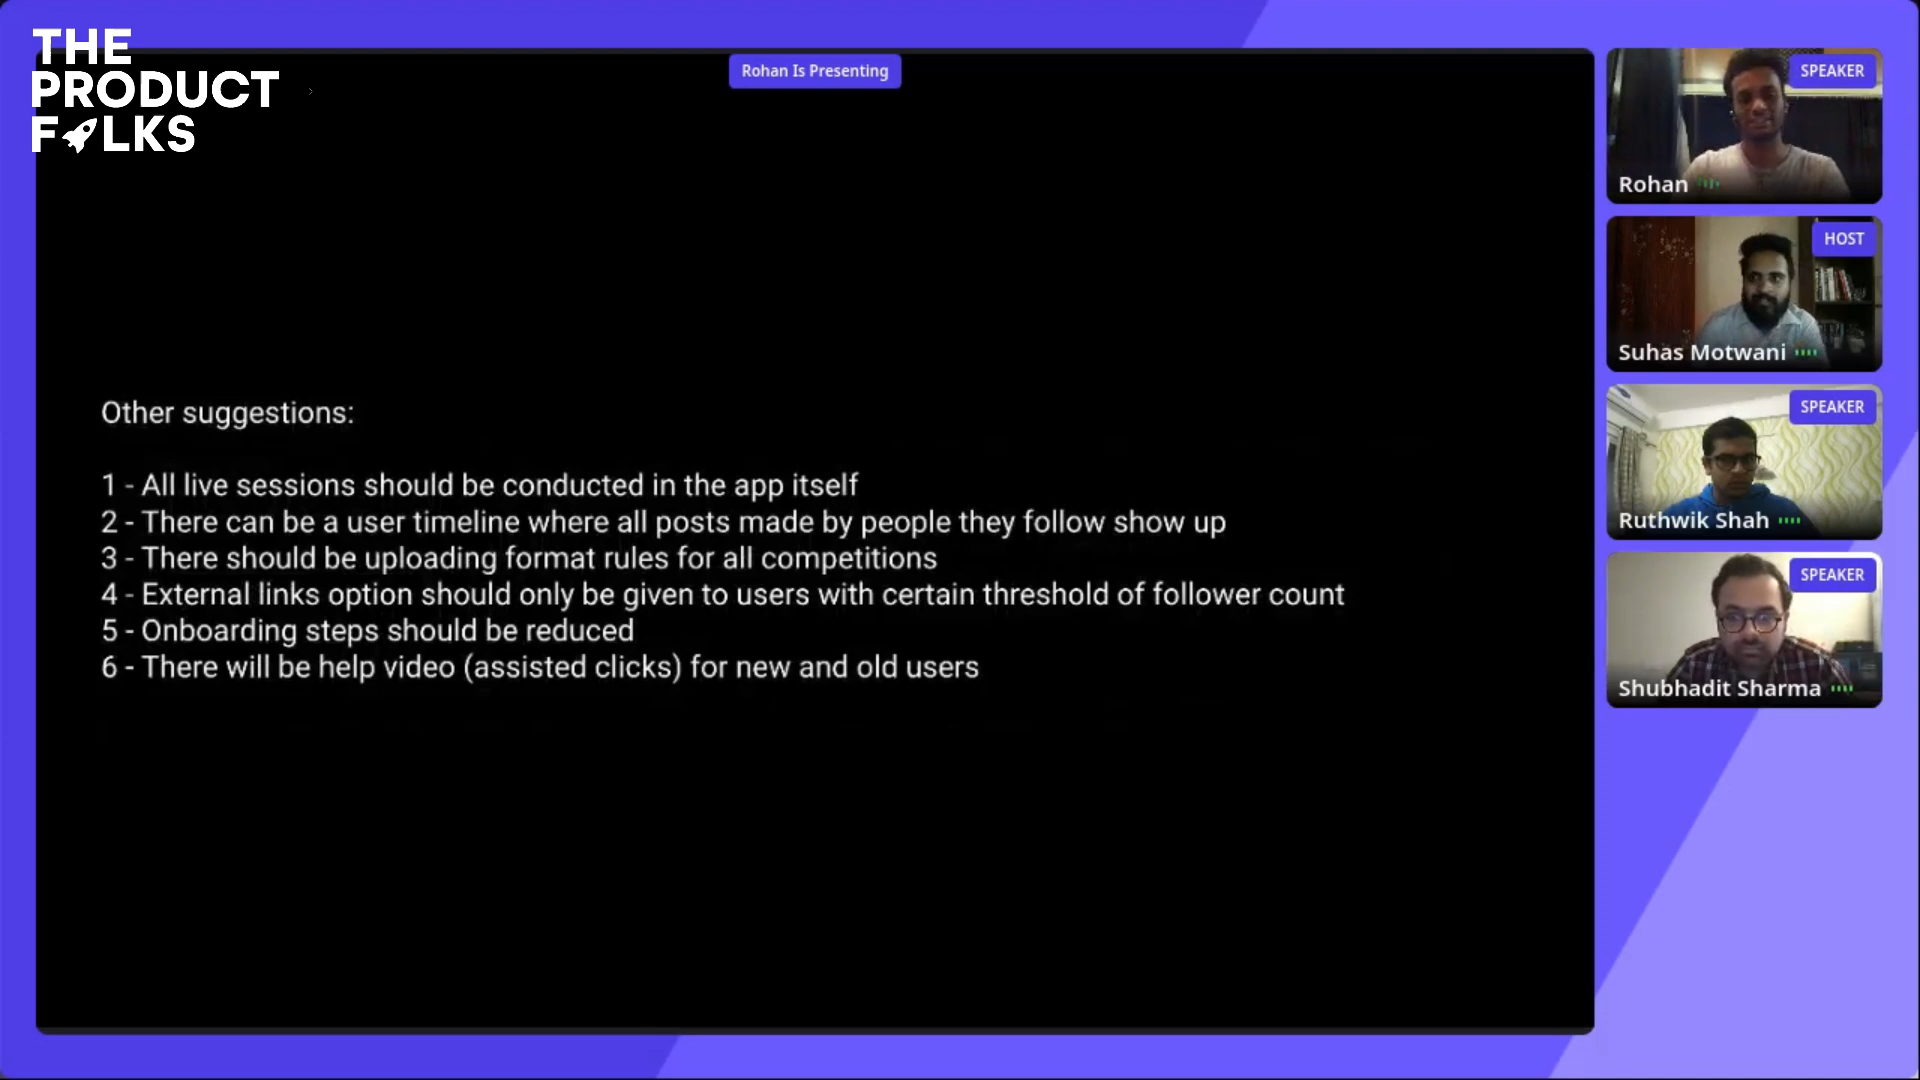 THE
PRODUCT
FOLKS
Rohan Is Presenting
Other suggestions:
1 - All live sessions should be conducted in the app itself
2 - There can be a user timeline where all posts made by people they follow show up
3 - There should be uploading format rules for all competitions
4 - External links option should only be given to users with certain threshold of follower count
5 - Onboarding steps should be reduced
6 - There will be help video (assisted clicks) for new and old users
SPEAKER
Rohan
HOST
Suhas Motwani
SPEAKER
Ruthwik Shah
SPEAKER
Shubhadit Sharma